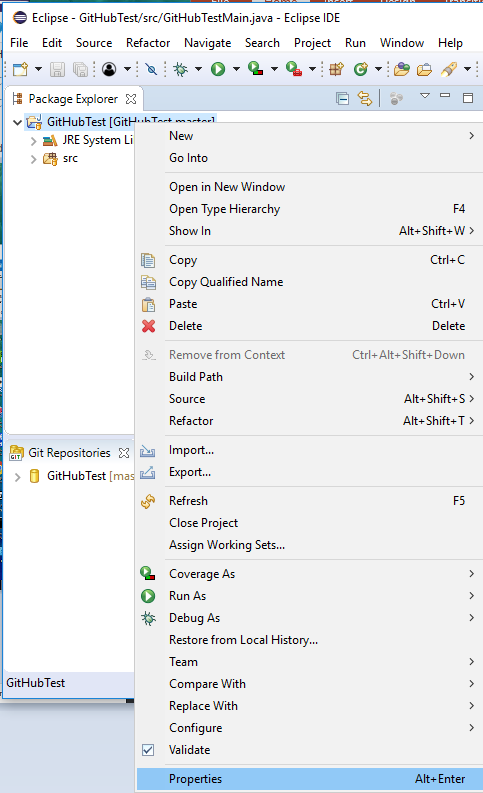 Eclipse - GitHubTest/src/GitHubTestMain.java - Eclipse IDE
File Edit Source Refactor Navigate Search Project Run Window Help
Package Explorer
GitHubTest [GitHubTest master]
JRE System Li
src
New
Go Into
Open in New Window
Open Type Hierarchy F4
Show In Alt+Shift+W >
Copy Ctrl+C
Copy Qualified Name
Paste Ctrl+V
Delete Delete
Remove from Context Ctrl+Alt+Shift+Down
Build Path
Source Alt+Shift+S >
Refactor Alt+Shift+T >
Import...
Export...
Refresh F5
Close Project
Assign Working Sets...
Coverage As
Run As
Debug As
Restore from Local History...
Team
Compare With
Replace With
Configure
Validate
Properties Alt+Enter
Git Repositories
GIT
GitHubTest [mas
GitHubTest